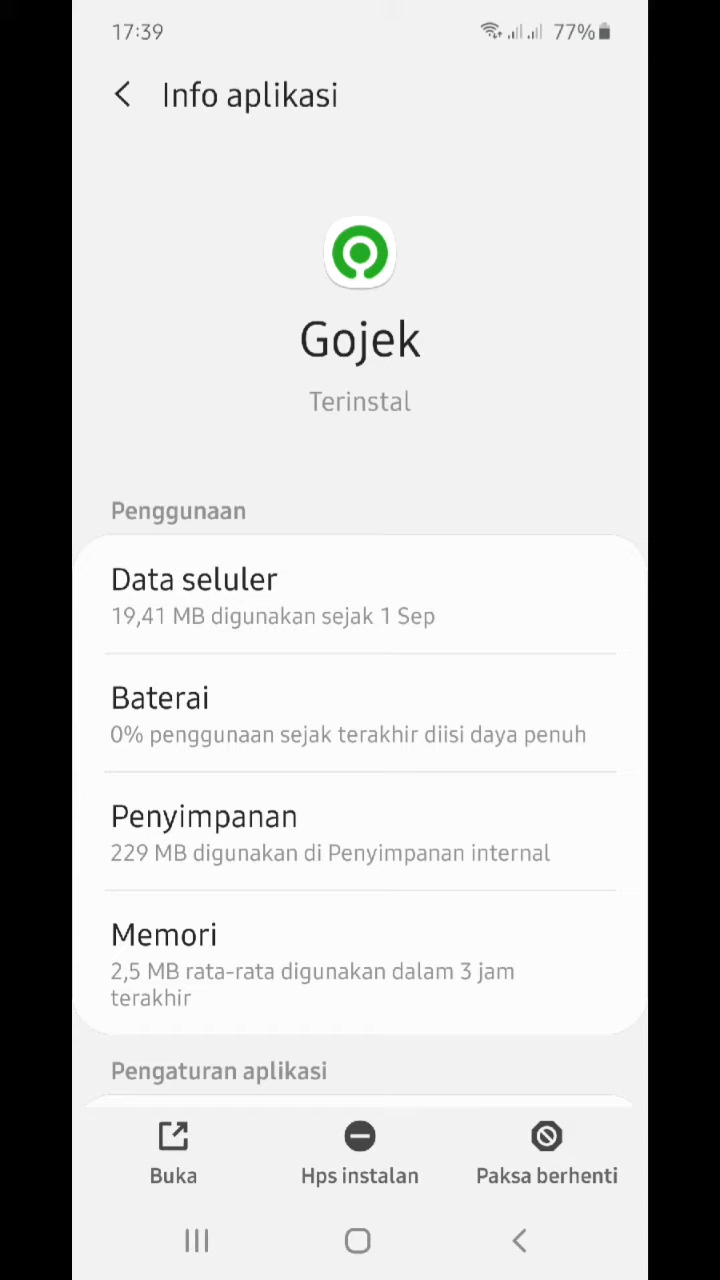 17:39
77%
Info aplikasi
Gojek
Terinstal
Penggunaan
Data seluler
19,41 MB digunakan sejak 1 Sep
Baterai
0% penggunaan sejak terakhir diisi daya penuh
Penyimpanan
229 MB digunakan di Penyimpanan internal
Memori
2,5 MB rata-rata digunakan dalam 3 jam
terakhir
Pengaturan aplikasi
Buka
Hps instalan
Paksa berhenti